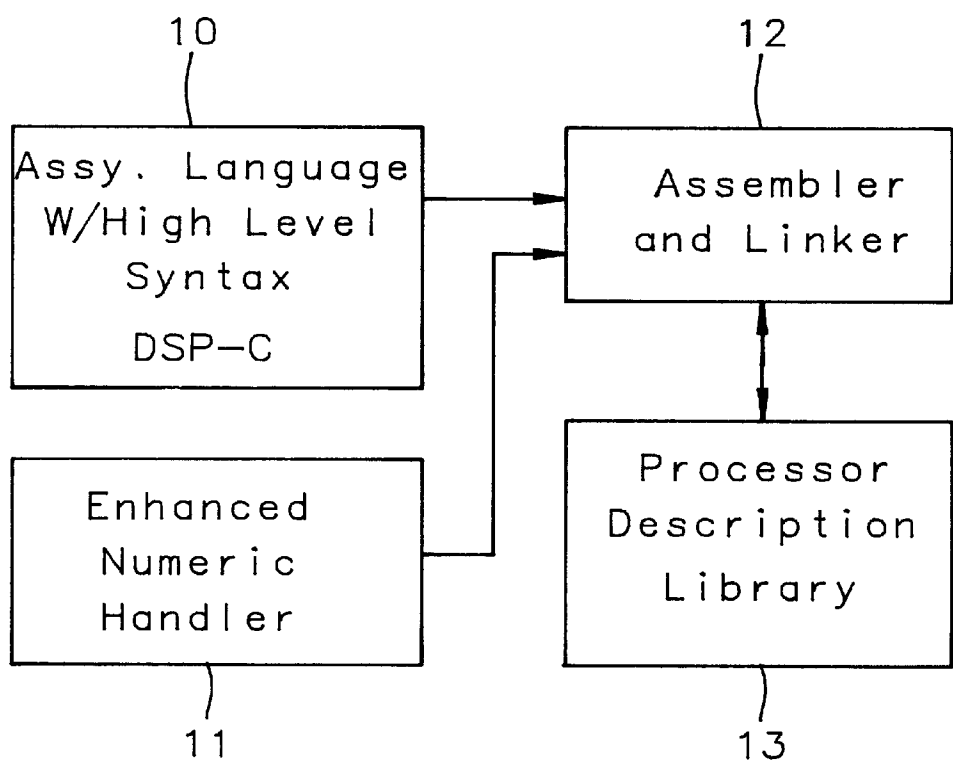 10
Assy. Language
W/High Level
Syntax
DSP-C
12
Assembler
and Linker
Enhanced
Numeric
Handler
11
Processor
Description
Library
13